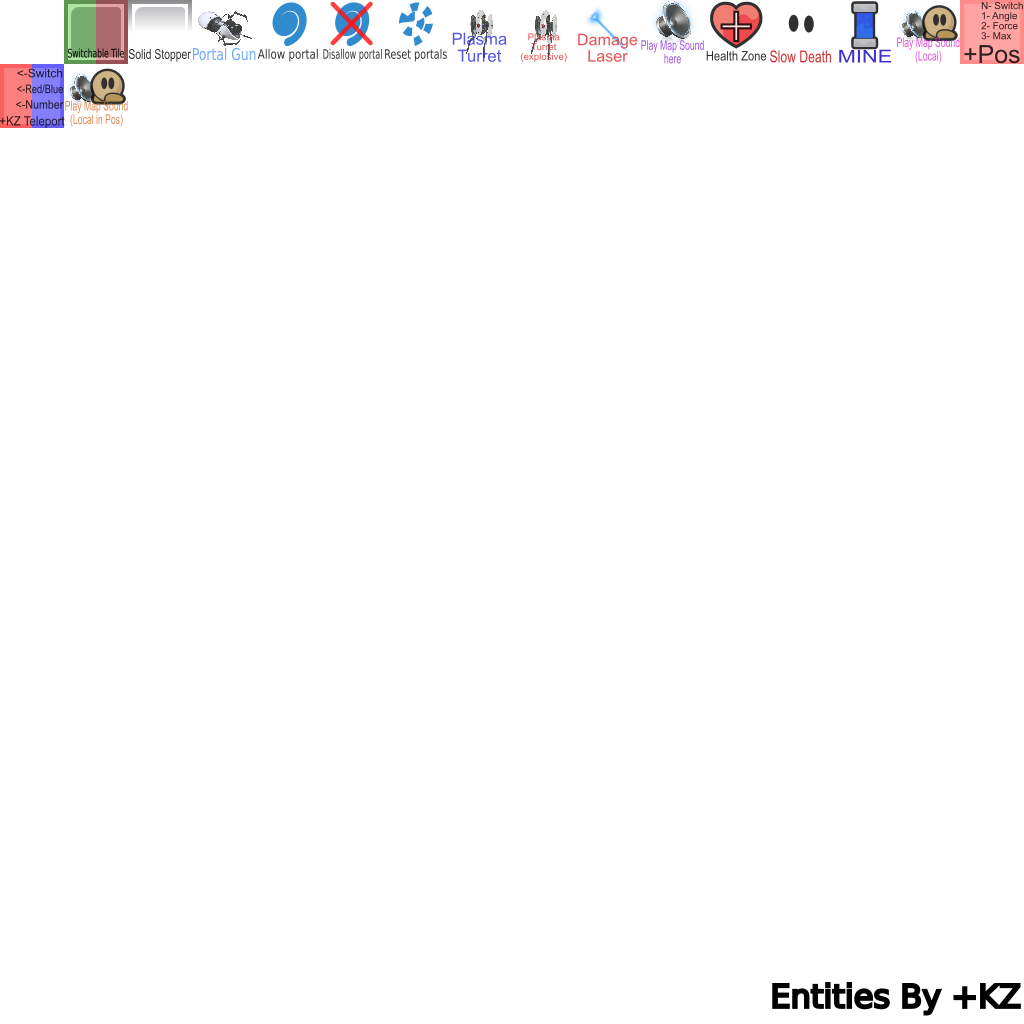 Switchable Tile
Solid Stopper
Portal Gun
Allow portal
Disallow portal
Reset portals
Plasma
Turet
Plasma
Turet
(explosive)
Damage
Laser
Play Map Sound
here
Health Zone
Slow Death
MINE
Play Map Sound
(Local)
N- Switch
1- Angle
2- Force
3- Max
+Pos
<-Switch
<-Red/Blue
<-Number
+KZ Teleport
Play Map Sound
(Local in Pos)
Entities By +KZ